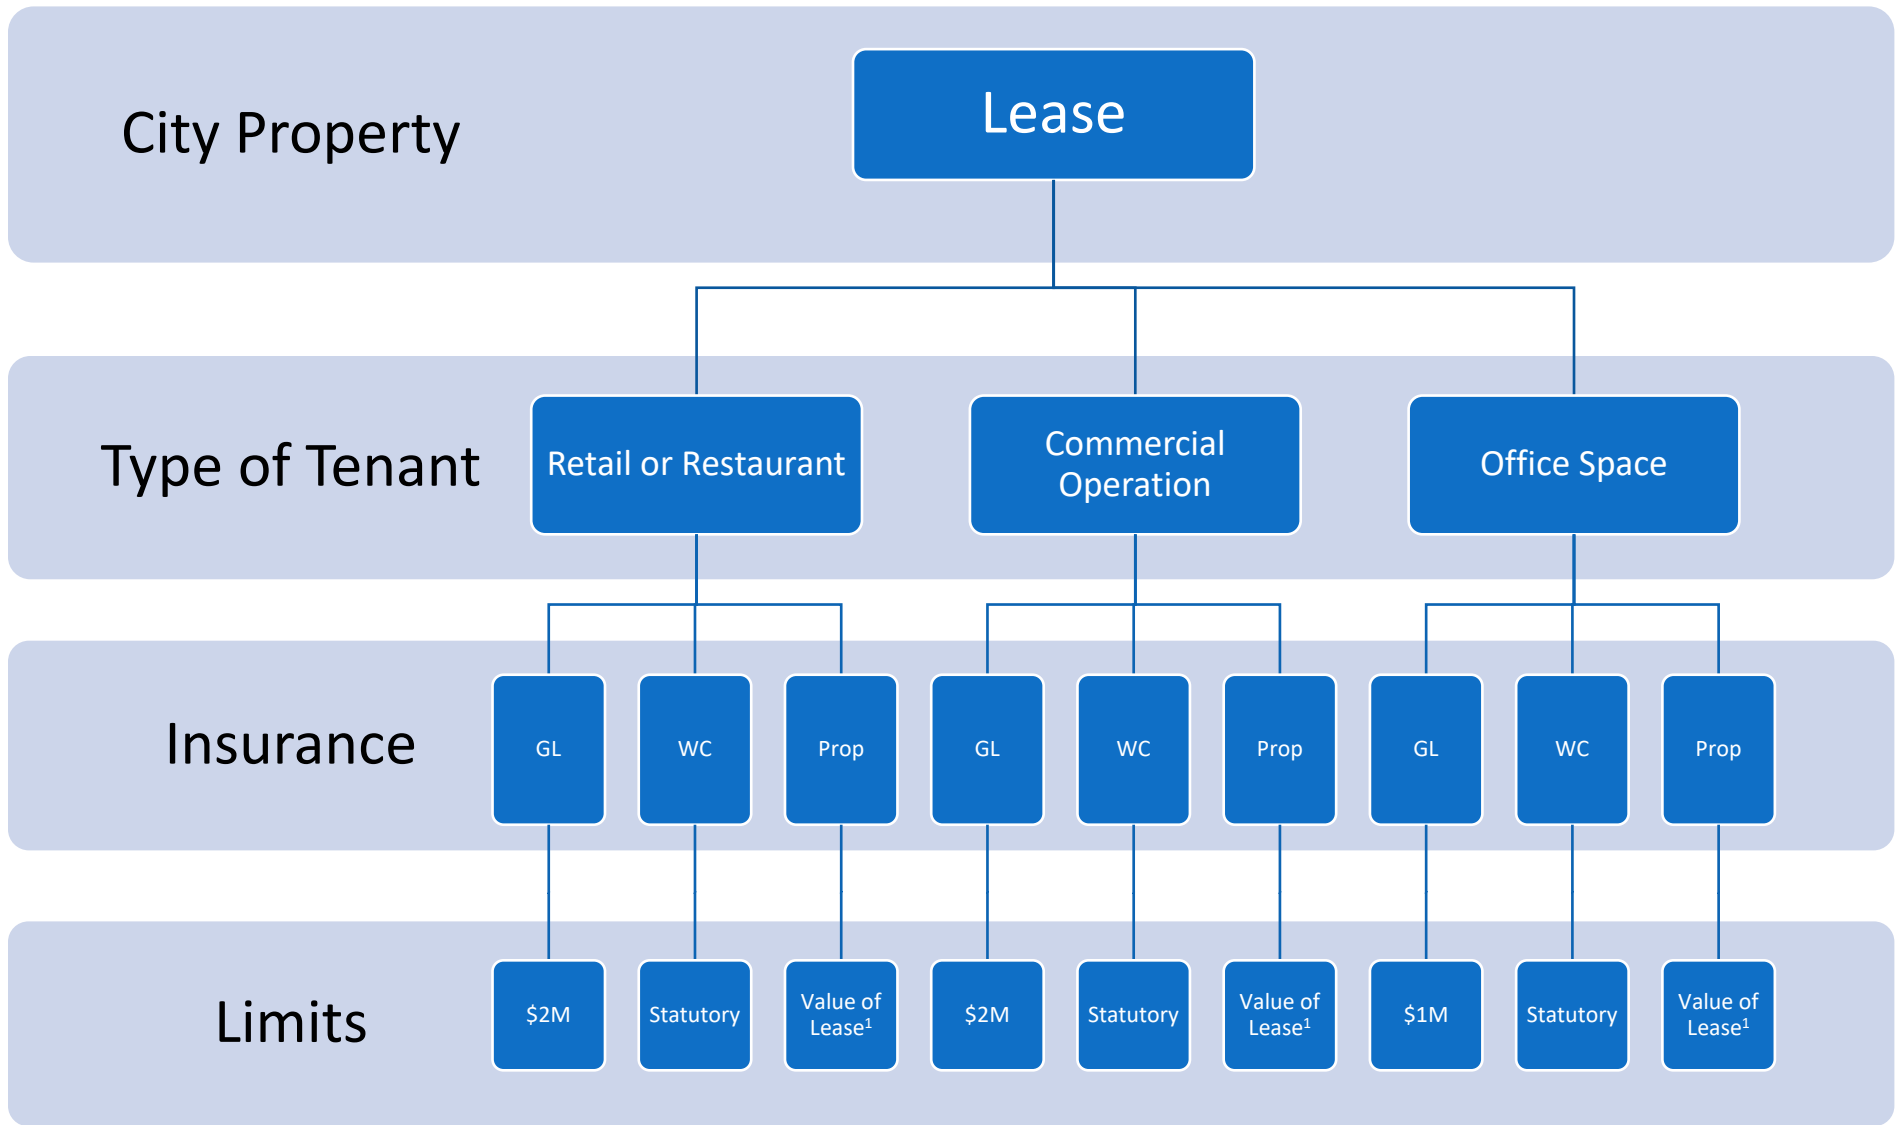 City Property
Lease
Type of Tenant
Retail or Restaurant
Commercial
Operation
Office Space
Insurance
GL
WC
Prop
GL
WC
Prop
GL
WC
Prop
Limits
$2M
Statutory
Value of
Lease¹
$2M
Statutory
Value of
Lease¹
$1M
Statutory
Value of
Lease¹